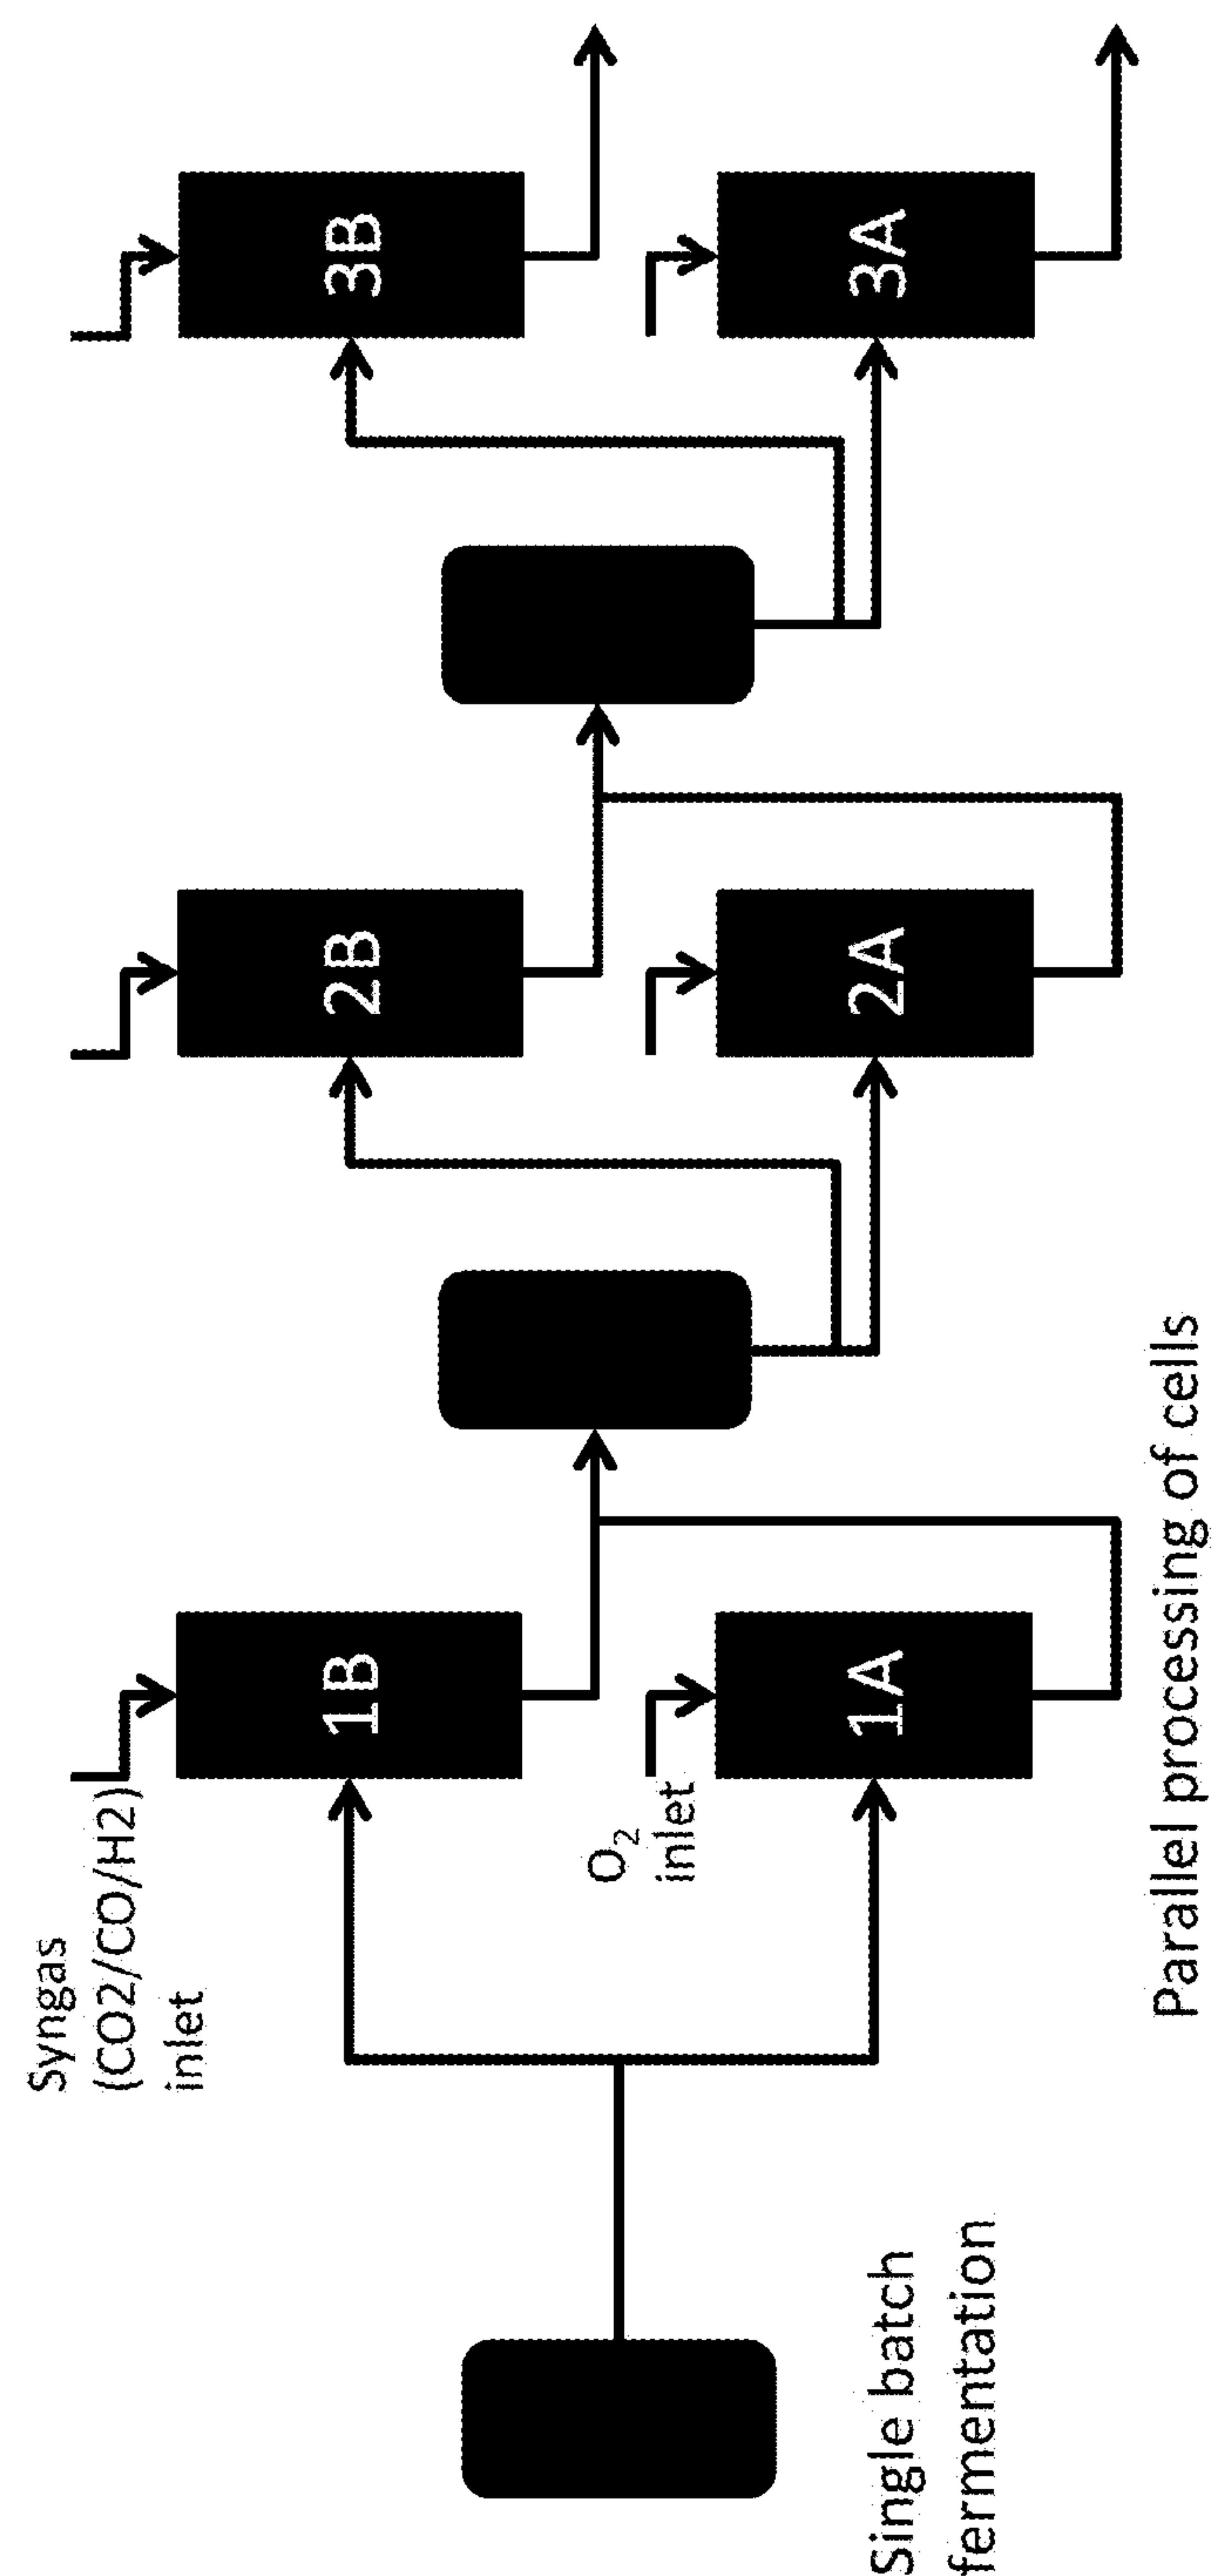 Syngas
(CO2/CO/H2)
inlet
1B
2B
3B
O₂
inlet
1A
2A
3A
Single batch
fermentation
Parallel processing of cells